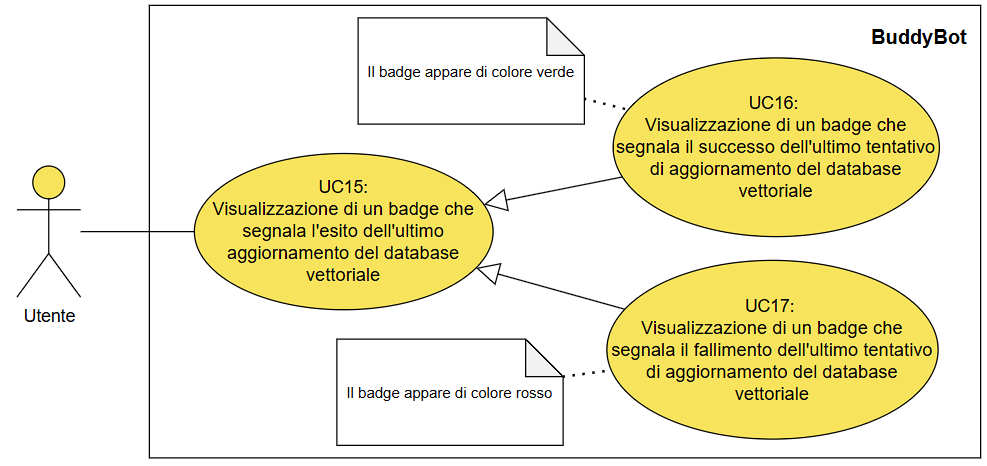 BuddyBot
Il badge appare di colore verde
UC16:
Visualizzazione di un badge che
segnala il successo dell'ultimo tentativo
di aggiornamento del database
vettoriale
UC15:
Visualizzazione di un badge che
segnala l'esito dell'ultimo
aggiornamento del database
vettoriale
Utente
UC17:
Visualizzazione di un badge che
segnala il fallimento dell'ultimo tentativo
di aggiornamento del database
vettoriale
Il badge appare di colore rosso